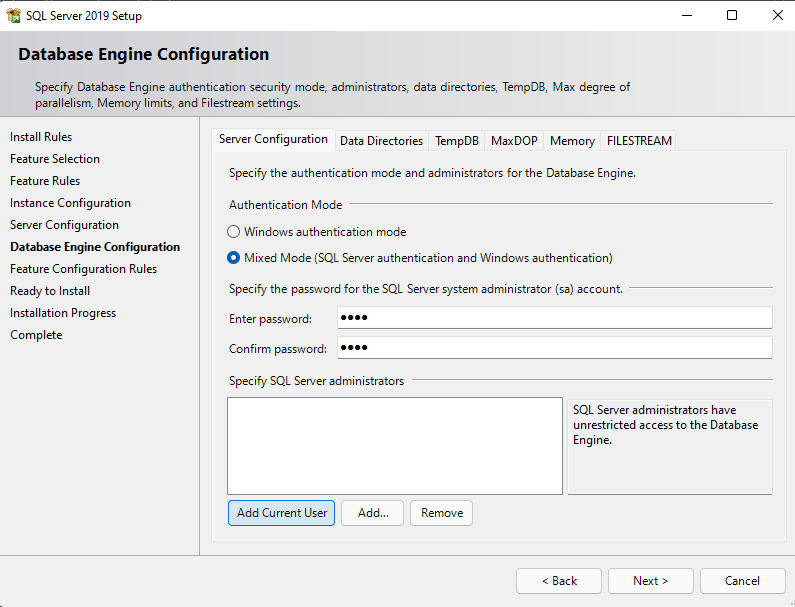 SQL Server 2019 Setup
Database Engine Configuration
Specify Database Engine authentication security mode, administrators, data directories, TempDB, Max degree of
parallelism, Memory limits, and Filestream settings.
Install Rules
Feature Selection
Feature Rules
Instance Configuration
Server Configuration
Database Engine Configuration
Feature Configuration Rules
Ready to Install
Installation Progress
Complete
Server Configuration Data Directories TempDB MaxDOP Memory FILESTREAM
Specify the authentication mode and administrators for the Database Engine.
Authentication Mode
Windows authentication mode
Mixed Mode (SQL Server authentication and Windows authentication)
Specify the password for the SQL Server system administrator (sa) account.
Enter password: ●●●●
Confirm password: ●●●●
Specify SQL Server administrators
SQL Server administrators have
unrestricted access to the Database
Engine.
Add Current User Add... Remove
< Back Next > Cancel